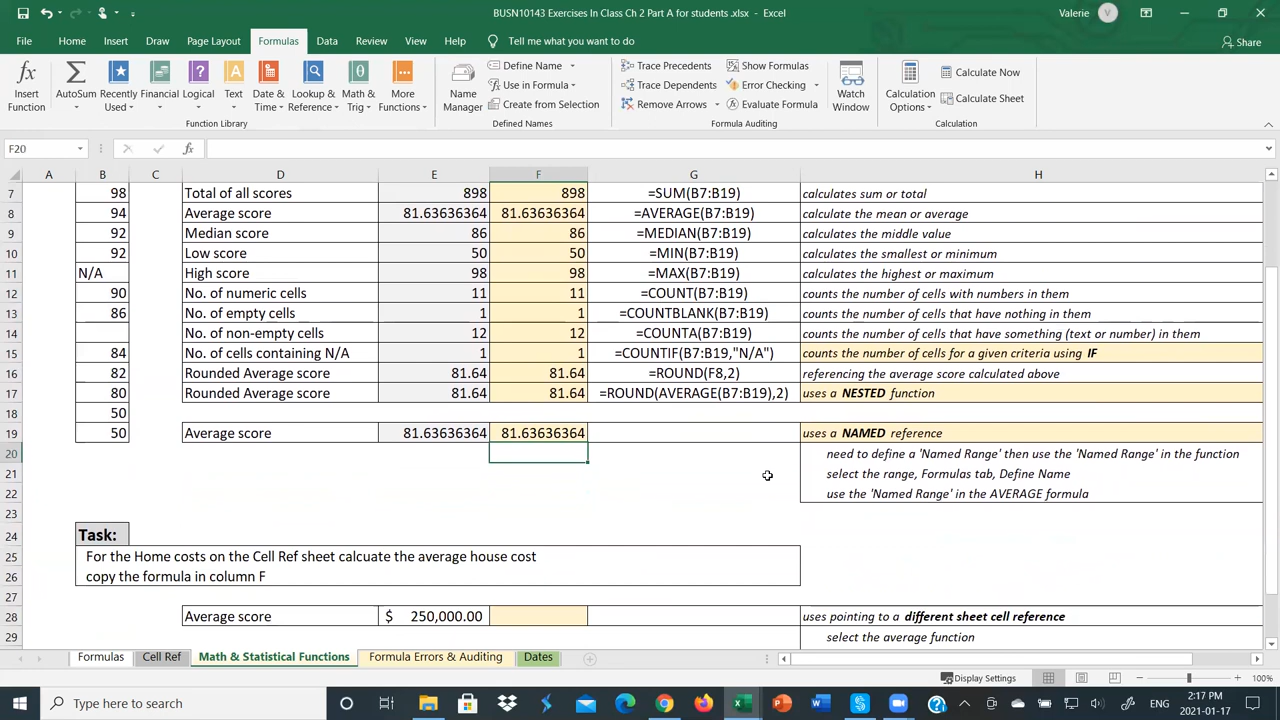 BUSN10143 Exercises In Class Ch 2 Part A for students .xlsx - Excel
Valerie V
File Home Insert Draw Page Layout Formulas Data Review View Help Tell me what you want to do Share
fx Insert Function
Σ AutoSum
Recently Used
Financial
Logical
Text
Date & Time
Lookup & Reference
Math & Trig
More Functions
Function Library
Name Manager
Define Name
Use in Formula
Create from Selection
Defined Names
Trace Precedents
Trace Dependents
Remove Arrows
Show Formulas
Error Checking
Evaluate Formula
Formula Auditing
Watch Window
Calculation Options
Calculate Now
Calculate Sheet
Calculation
F20 fx
A B C D E F G H
7 98 Total of all scores 898 898 =SUM(B7:B19) calculates sum or total
8 94 Average score 81.63636364 81.63636364 =AVERAGE(B7:B19) calculate the mean or average
9 92 Median score 86 86 =MEDIAN(B7:B19) calculates the middle value
10 92 Low score 50 50 =MIN(B7:B19) calculates the smallest or minimum
11 N/A High score 98 98 =MAX(B7:B19) calculates the highest or maximum
12 90 No. of numeric cells 11 11 =COUNT(B7:B19) counts the number of cells with numbers in them
13 86 No. of empty cells 1 1 =COUNTBLANK(B7:B19) counts the number of cells that have nothing in them
14 No. of non-empty cells 12 12 =COUNTA(B7:B19) counts the number of cells that have something (text or number) in them
15 84 No. of cells containing N/A 1 1 =COUNTIF(B7:B19,"N/A") counts the number of cells for a given criteria using IF
16 82 Rounded Average score 81.64 81.64 =ROUND(F8,2) referencing the average score calculated above
17 80 Rounded Average score 81.64 81.64 =ROUND(AVERAGE(B7:B19),2) uses a NESTED function
18 50
19 50 Average score 81.63636364 81.63636364 uses a NAMED reference
20 need to define a 'Named Range' then use the 'Named Range' in the function
21 select the range, Formulas tab, Define Name
22 use the 'Named Range' in the AVERAGE formula
23
24 Task:
25 For the Home costs on the Cell Ref sheet calcuate the average house cost
26 copy the formula in column F
27
28 Average score $ 250,000.00 uses pointing to a different sheet cell reference
29 select the average function
Formulas Cell Ref Math & Statistical Functions Formula Errors & Auditing Dates
Display Settings 100%
Type here to search
ENG
2:17 PM
2021-01-17